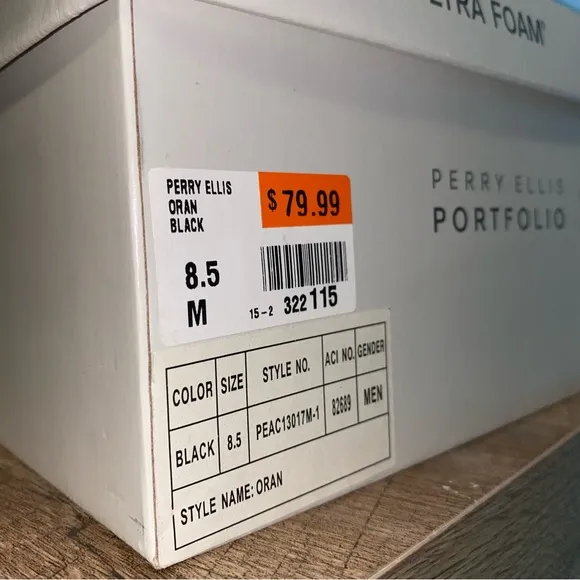 FOAM
PERRY ELLIS
PORTFOLIO
PERRY ELLIS
ORAN
BLACK
$79.99
8.5
M
15-2 322115
COLOR SIZE STYLE NO. ACI NO. GENDER
BLACK 8.5 PEAC13017M-1 82689 MEN
STYLE NAME: ORAN